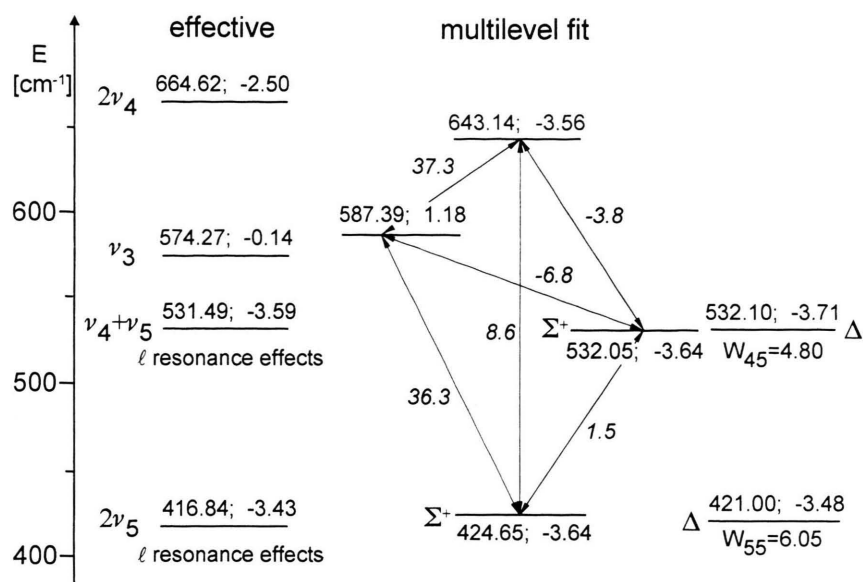 effective multilevel fit
E
[cm⁻¹]
2ν₄
664.62; -2.50
643.14; -3.56
37.3
600
587.39; 1.18
ν₃
574.27; -0.14
-3.8
-6.8
ν₄+ν₅
531.49; -3.59
ℓ resonance effects
8.6
Σ⁺
532.05; -3.64
532.10; -3.71
Δ
W₄₅=4.80
500
36.3
1.5
2ν₅
416.84; -3.43
ℓ resonance effects
Σ⁺
424.65; -3.64
Δ
421.00; -3.48
W₅₅=6.05
400